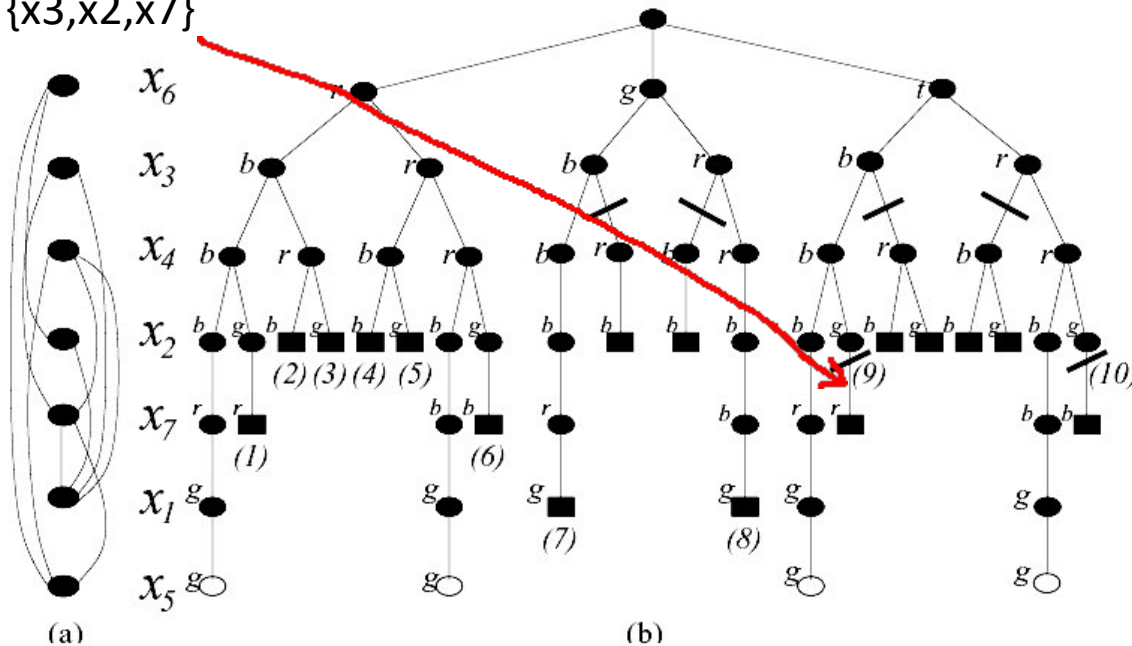 {x3,x2,x7}
x6 r g t
x3 b r b r b r
x4 b r b r b r b r b r b r
x2 b g b g b g b g b b b b b g b g b g b g
(2) (3) (4) (5) (9) (10)
x7 r r b b r b r r b b
(1) (6)
x1 g g g g g g
(7) (8)
x5 g g g g
(a) (b)